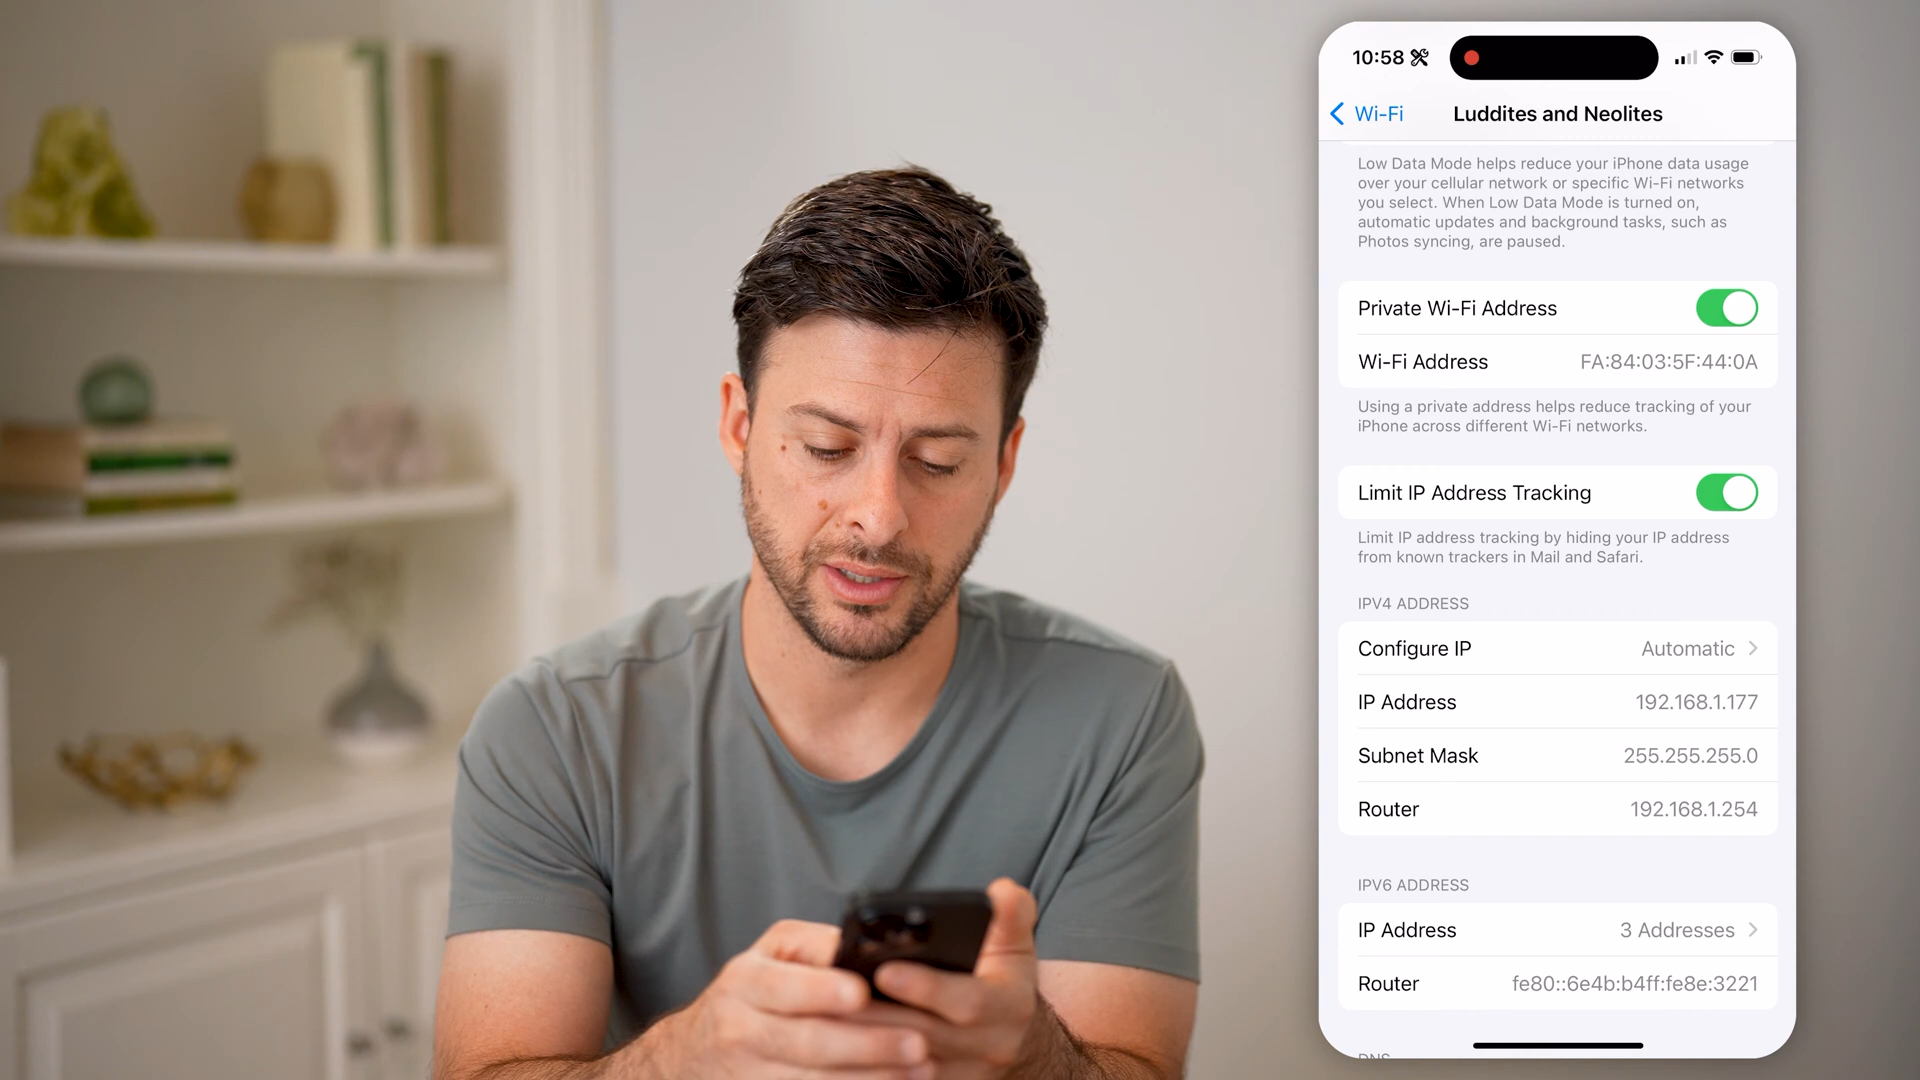 10:58
Wi-Fi
Luddites and Neolites
Low Data Mode helps reduce your iPhone data usage
over your cellular network or specific Wi-Fi networks
you select. When Low Data Mode is turned on,
automatic updates and background tasks, such as
Photos syncing, are paused.
Private Wi-Fi Address
Wi-Fi Address FA:84:03:5F:44:0A
Using a private address helps reduce tracking of your
iPhone across different Wi-Fi networks.
Limit IP Address Tracking
Limit IP address tracking by hiding your IP address
from known trackers in Mail and Safari.
IPV4 ADDRESS
Configure IP Automatic
IP Address 192.168.1.177
Subnet Mask 255.255.255.0
Router 192.168.1.254
IPV6 ADDRESS
IP Address 3 Addresses
Router fe80::6e4b:b4ff:fe8e:3221
DNS